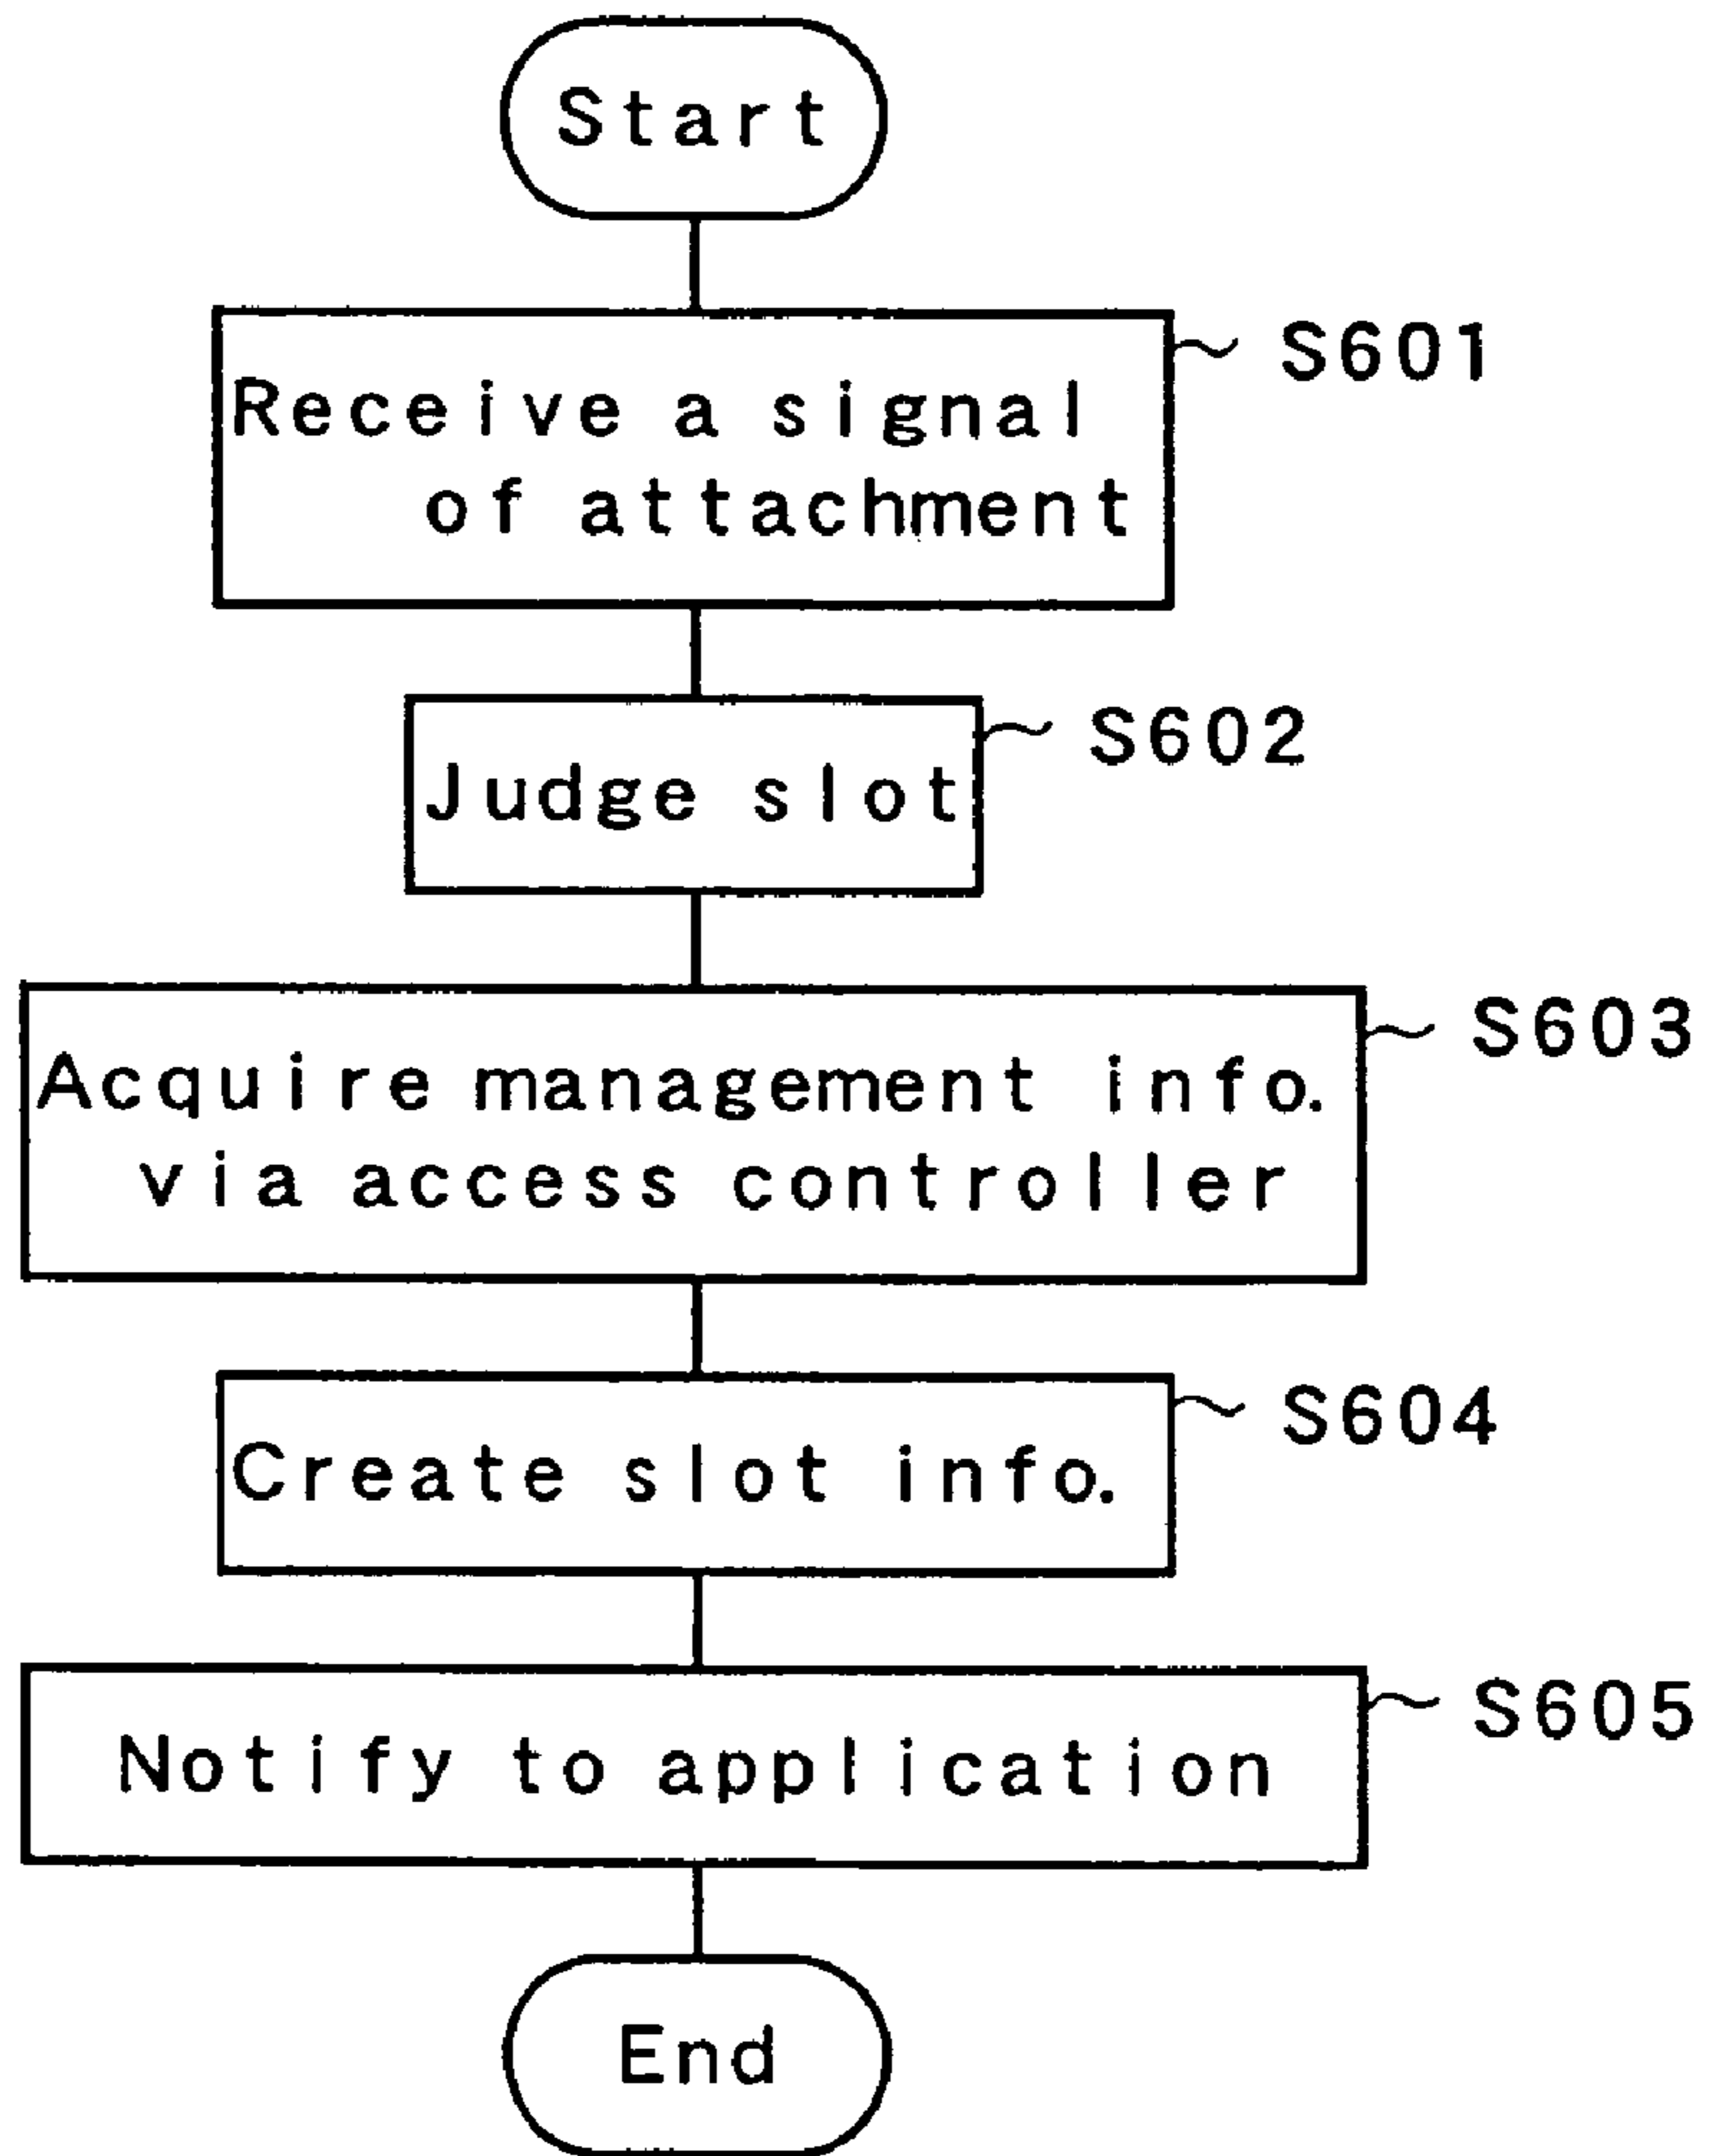 Start
S601
Receive a signal
of attachment
S602
Judge slot
S603
Acquire management info.
via access controller
S604
Create slot info.
S605
Notify to application
End